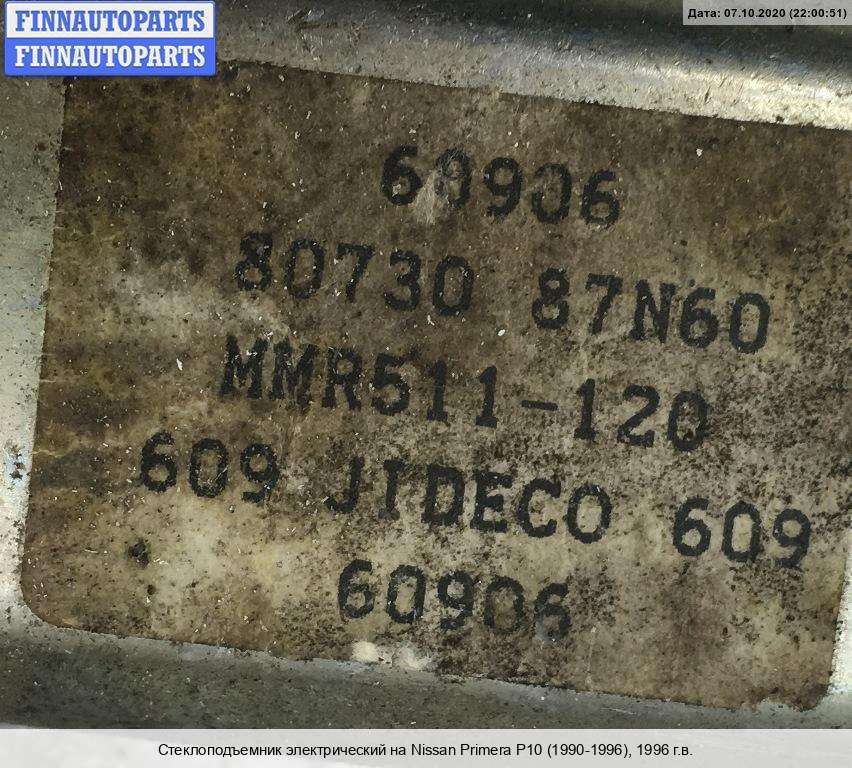 FINNAUTOPARTS
FINNAUTOPARTS
Дата: 07.10.2020 (22:00:51)
60906
80730 87N60
MMR511-120
609 JIDECO 609
60906
Стеклоподъемник электрический на Nissan Primera P10 (1990-1996), 1996 г.в.